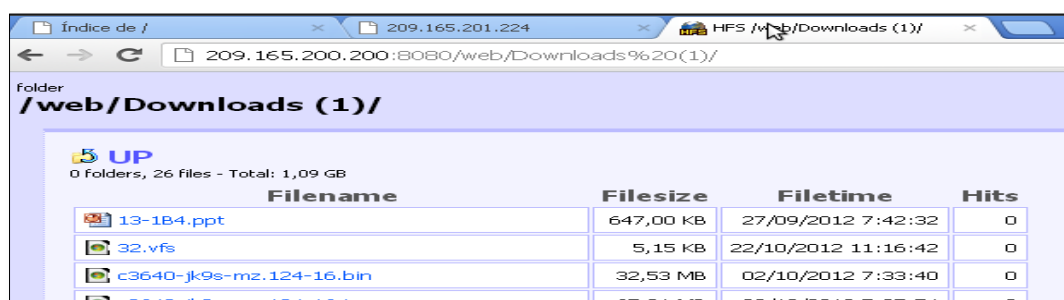 Índice de /
209.165.201.224
HFS /web/Downloads (1)/
209.165.200.200:8080/web/Downloads%20(1)/
folder
/web/Downloads (1)/
UP
0 folders, 26 files - Total: 1,09 GB
Filename Filesize Filetime Hits
13-1B4.ppt 647,00 KB 27/09/2012 7:42:32 0
32.vfs 5,15 KB 22/10/2012 11:16:42 0
c3640-jk9s-mz.124-16.bin 32,53 MB 02/10/2012 7:33:40 0